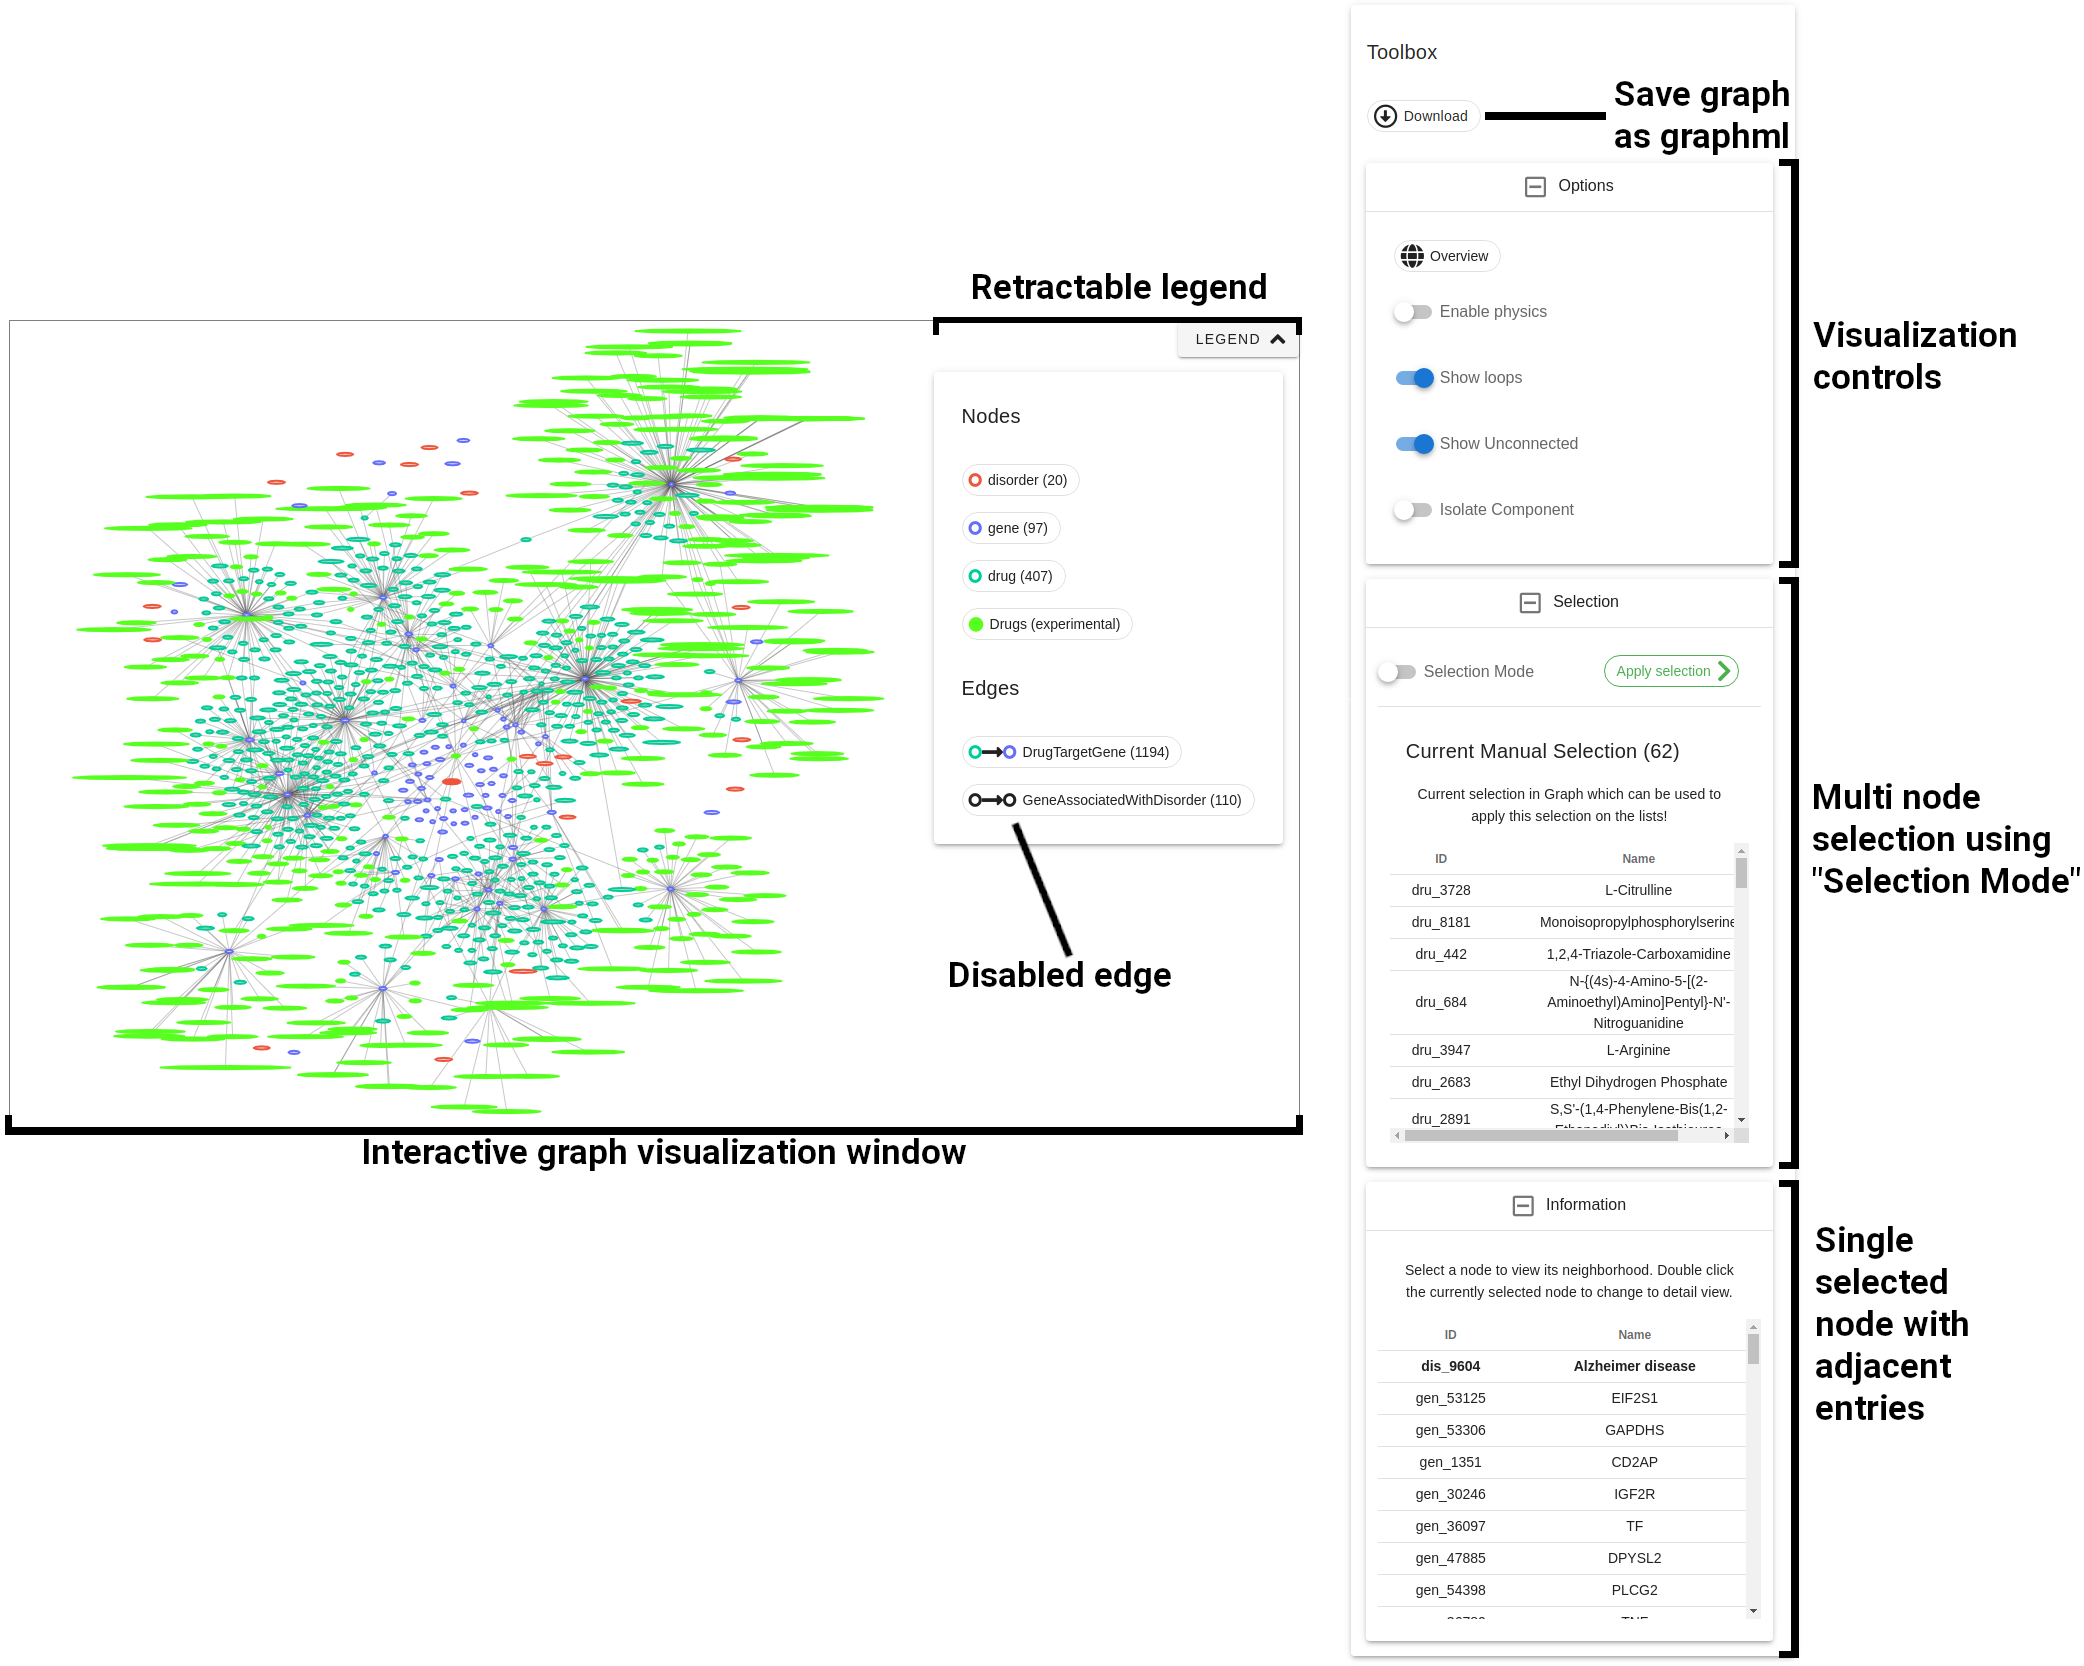 Retractable legend
LEGEND
Nodes
disorder (20)
gene (97)
drug (407)
Drugs (experimental)
Edges
DrugTargetGene (1194)
GeneAssociatedWithDisorder (110)
Disabled edge
Interactive graph visualization window
Toolbox
Download
Save graph
as graphml
Options
Overview
Enable physics
Show loops
Show Unconnected
Isolate Component
Visualization
controls
Selection
Selection Mode
Apply selection
Current Manual Selection (62)
Current selection in Graph which can be used to
apply this selection on the lists!
ID Name
dru_3728 L-Citrulline
dru_8181 Monoisopropylphosphorylserine
dru_442 1,2,4-Triazole-Carboxamidine
dru_684 N-{(4s)-4-Amino-5-[(2-
Aminoethyl)Amino]Pentyl}-N'-
Nitroguanidine
dru_3947 L-Arginine
dru_2683 Ethyl Dihydrogen Phosphate
dru_2891 S,S'-(1,4-Phenylene-Bis(1,2-
Multi node
selection using
"Selection Mode"
Information
Select a node to view its neighborhood. Double click
the currently selected node to change to detail view.
ID Name
dis_9604 Alzheimer disease
gen_53125 EIF2S1
gen_53306 GAPDHS
gen_1351 CD2AP
gen_30246 IGF2R
gen_36097 TF
gen_47885 DPYSL2
gen_54398 PLCG2
Single
selected
node with
adjacent
entries